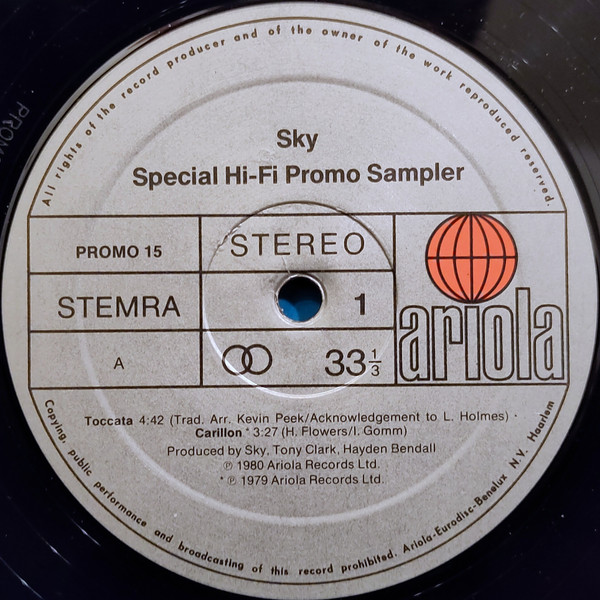 All rights of the record producer and of the owner of the work reproduced reserved.
Sky
Special Hi-Fi Promo Sampler
PROMO 15
STEREO
STEMRA
1
A
33 1/3
ariola
Toccata 4:42 (Trad. Arr. Kevin Peek/Acknowledgement to L. Holmes) ·
Carillon * 3:27 (H. Flowers/I. Gomm)
Produced by Sky, Tony Clark, Hayden Bendall
℗ 1980 Ariola Records Ltd.
* ℗ 1979 Ariola Records Ltd.
Copying, public performance and broadcasting of this record prohibited. Ariola-Eurodisc-Benelux N.V. Haarlem